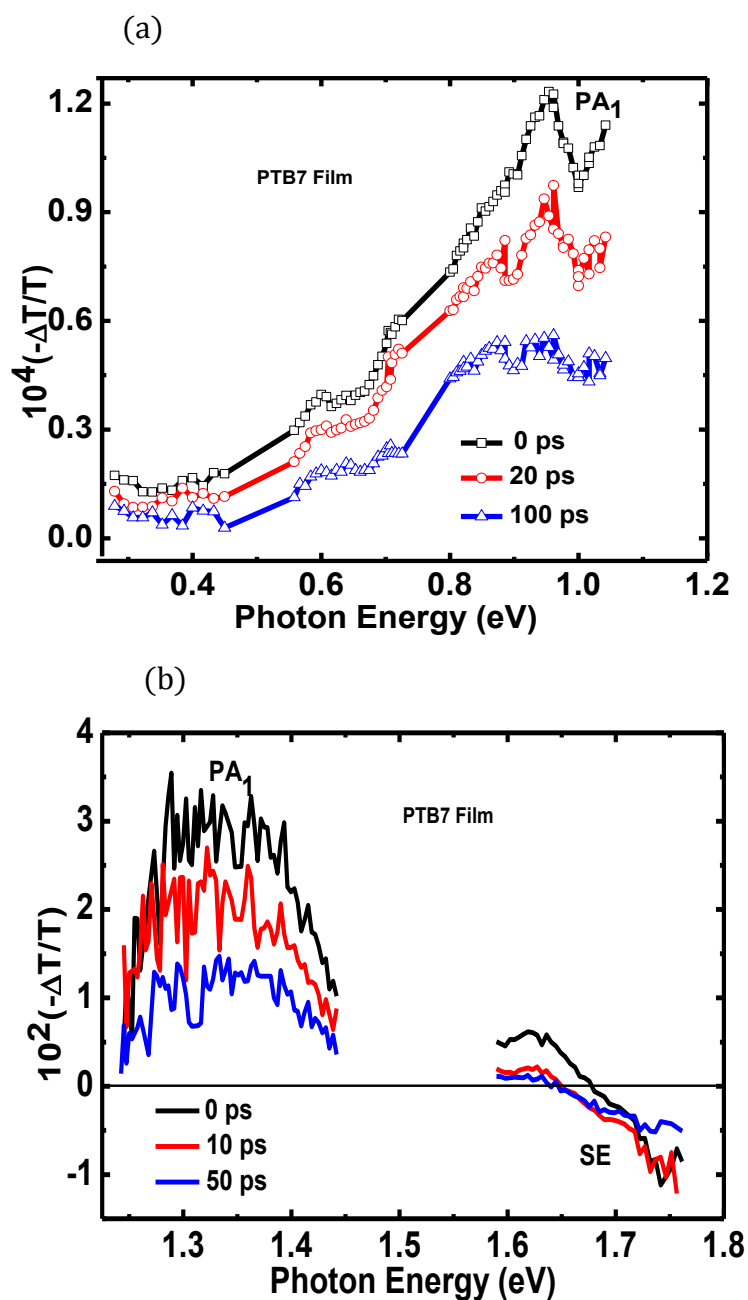 (a)
1.2
0.9
0.6
0.3
0.0
10⁴(-ΔT/T)
PA₁
PTB7 Film
0 ps
20 ps
100 ps
0.4 0.6 0.8 1.0 1.2
Photon Energy (eV)
(b)
4
3
2
1
0
-1
10²(-ΔT/T)
PA₁
PTB7 Film
0 ps
10 ps
50 ps
SE
1.3 1.4 1.5 1.6 1.7 1.8
Photon Energy (eV)